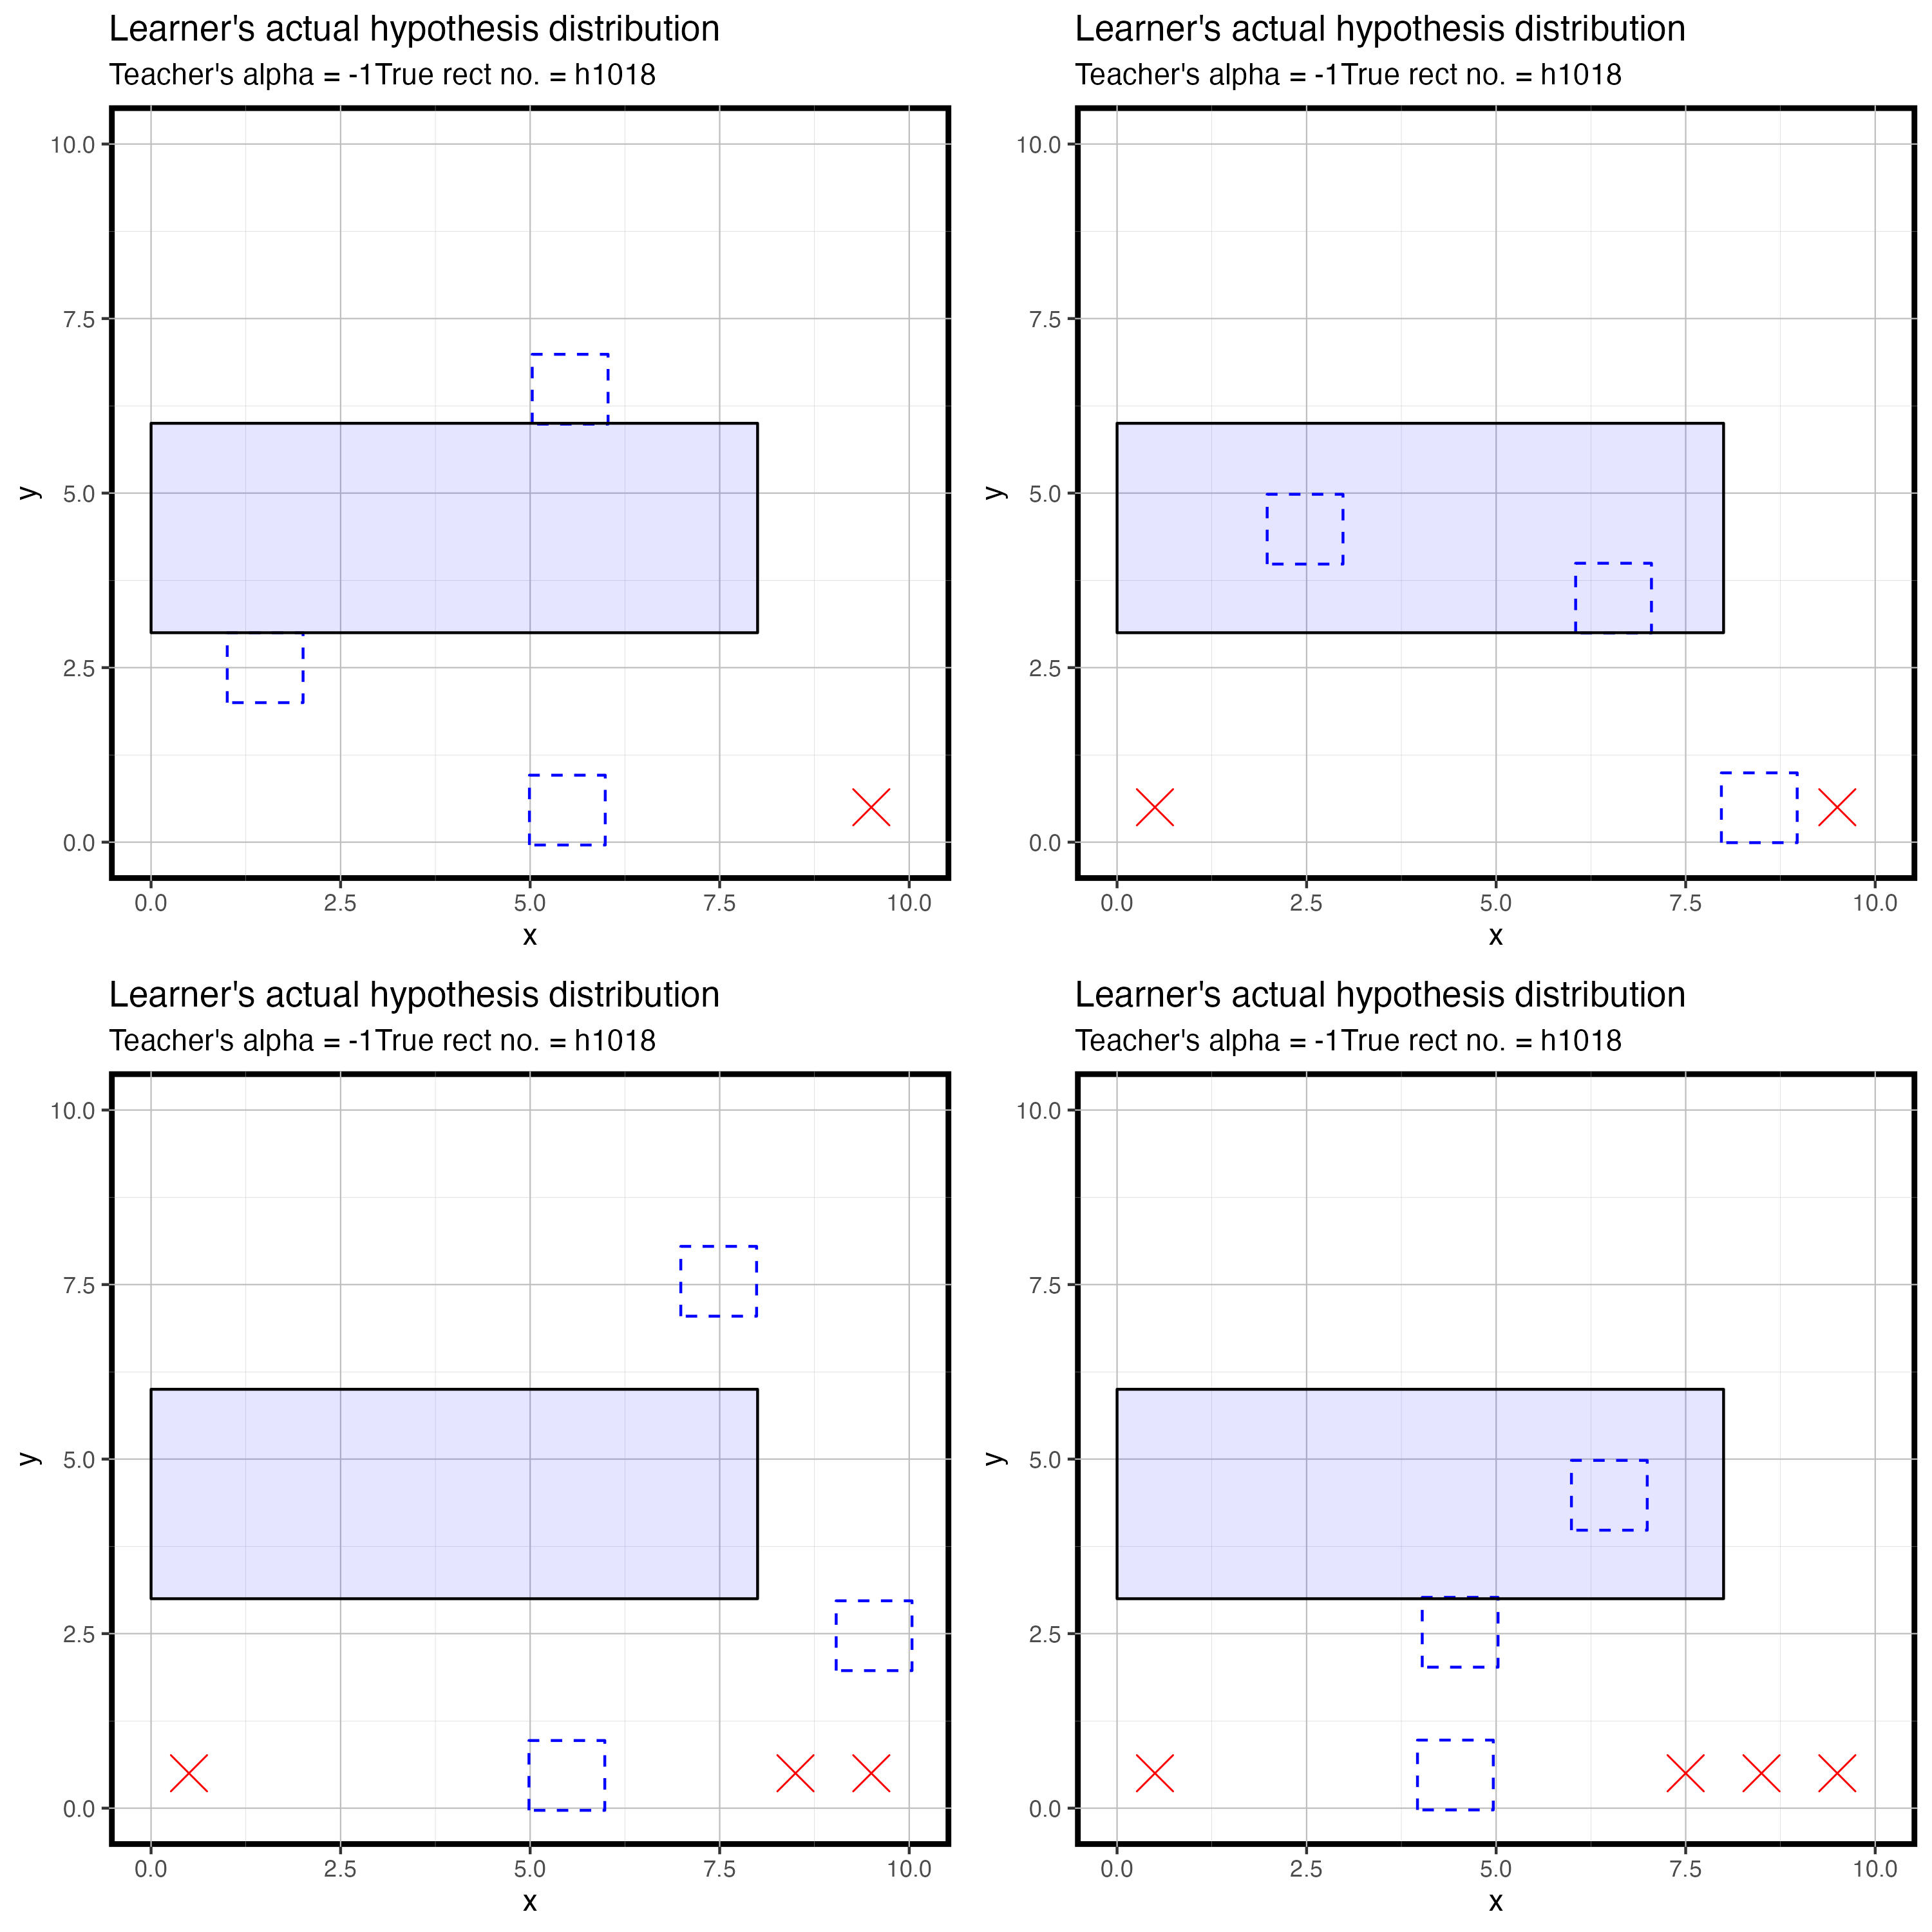 Learner's actual hypothesis distribution
Teacher's alpha = -1True rect no. = h1018
10.0
7.5
5.0
2.5
0.0
y
0.0 2.5 5.0 7.5 10.0
x
Learner's actual hypothesis distribution
Teacher's alpha = -1True rect no. = h1018
10.0
7.5
5.0
2.5
0.0
y
0.0 2.5 5.0 7.5 10.0
x
Learner's actual hypothesis distribution
Teacher's alpha = -1True rect no. = h1018
10.0
7.5
5.0
2.5
0.0
y
0.0 2.5 5.0 7.5 10.0
x
Learner's actual hypothesis distribution
Teacher's alpha = -1True rect no. = h1018
10.0
7.5
5.0
2.5
0.0
y
0.0 2.5 5.0 7.5 10.0
x